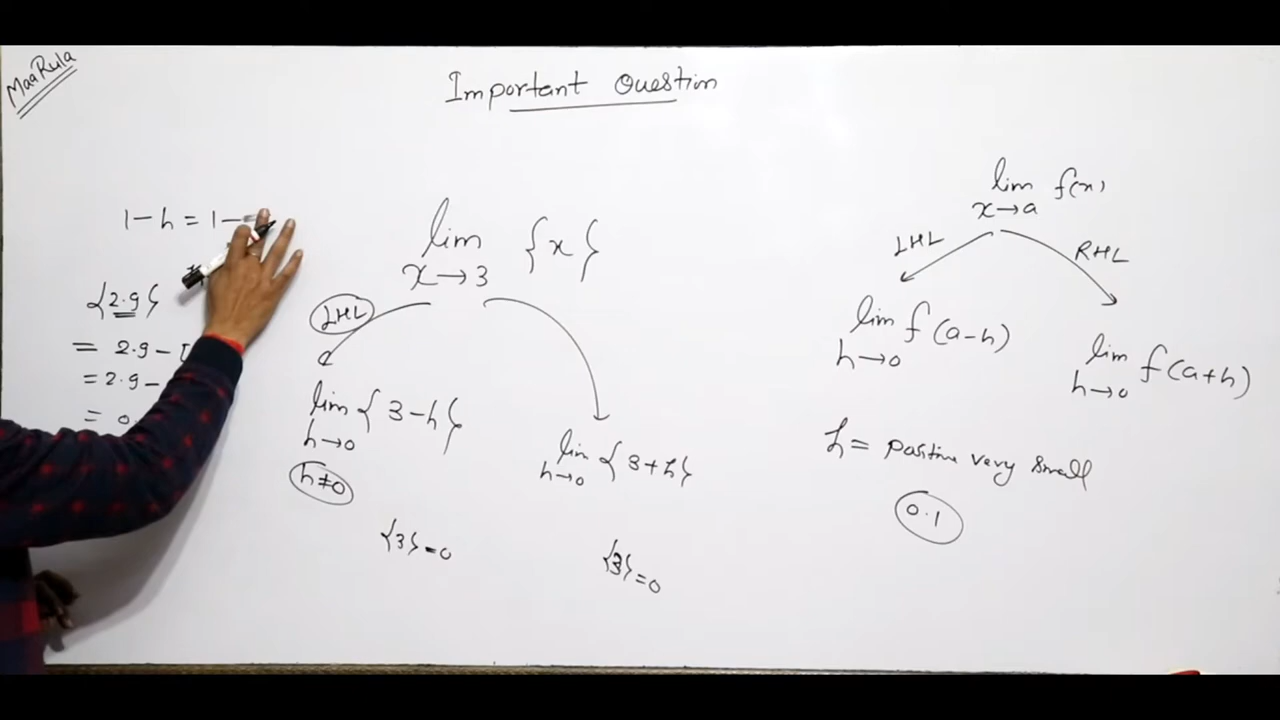 MaaRula
Important Question
lim f(x)
x→a
LHL
RHL
lim f(a-h)
h→0
lim f(a+h)
h→0
h = positive very small
0.1
1-h = 1-
{2.9}
= 2.9 - [
= 2.9 -
= 0
lim {x}
x→3
LHL
lim {3-h}
h→0
h≠0
{3} = 0
lim {3+h}
h→0
{3} = 0